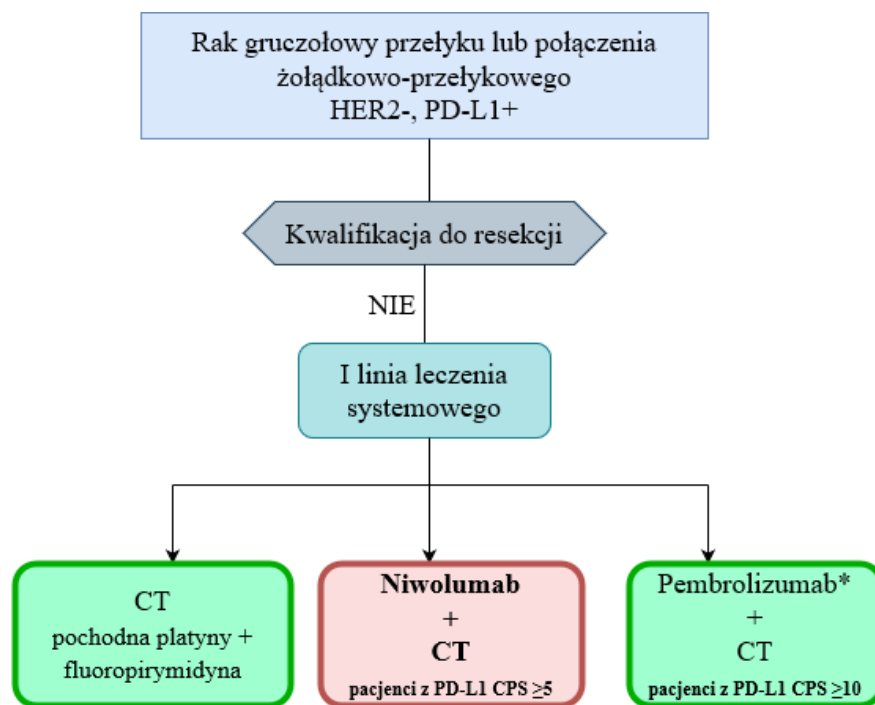 Rak gruczołowy przełyku lub połączenia
żołądkowo-przełykowego
HER2-, PD-L1+
Kwalifikacja do resekcji
NIE
I linia leczenia
systemowego
CT
pochodna platyny +
fluoropirymidyna
Niwolumab
+
CT
pacjenci z PD-L1 CPS ≥5
Pembrolizumab*
+
CT
pacjenci z PD-L1 CPS ≥10